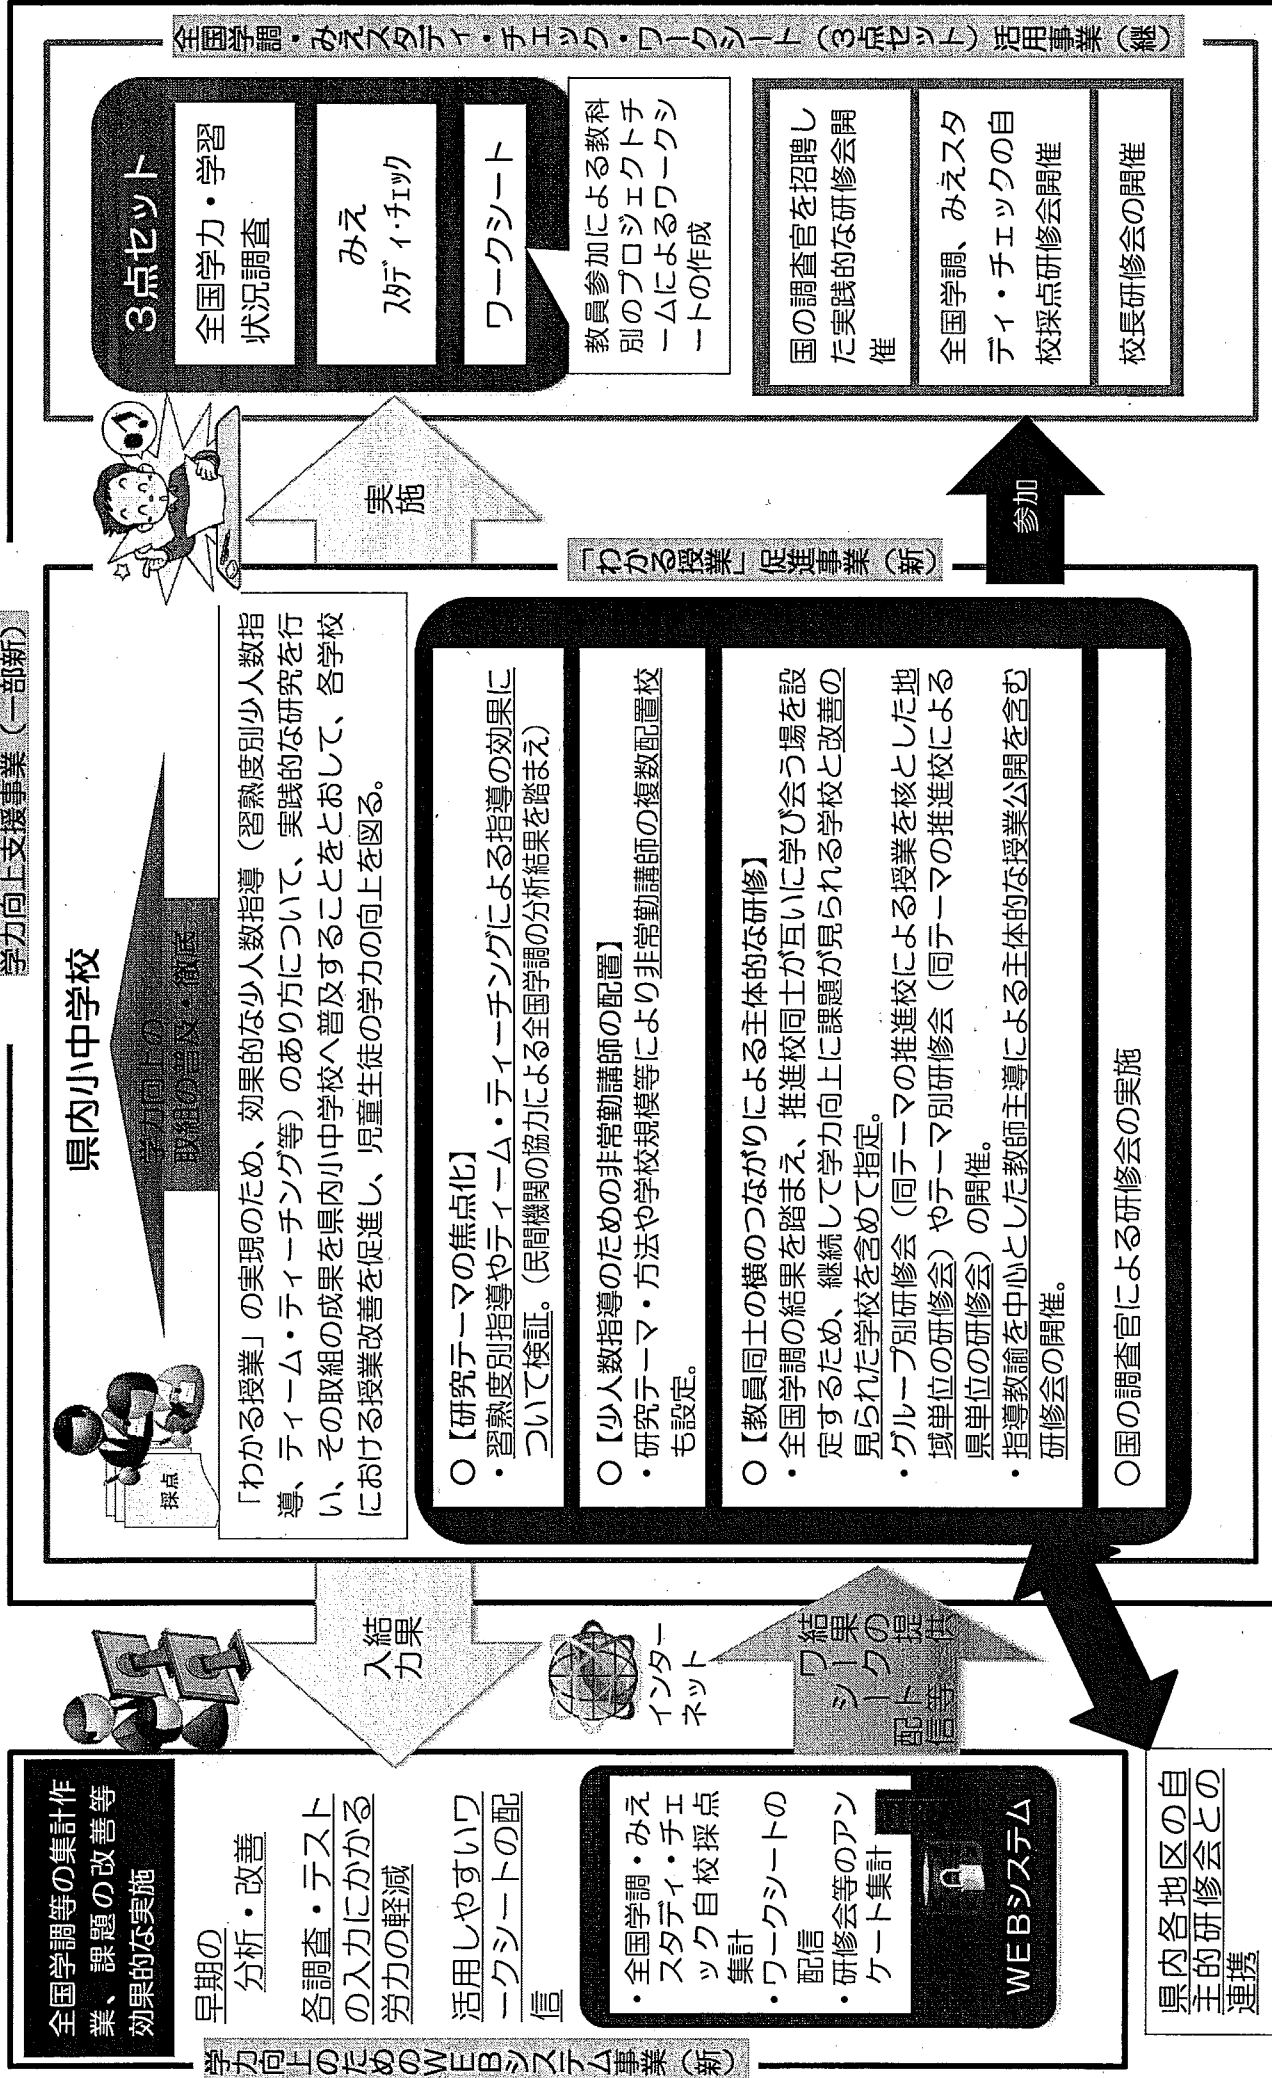 学力向上支援事業（一部新）
学力向上のためのWEBシステム事業（新）
全国学調等の集計作
業、課題の改善等
効果的な実施
早期の
分析・改善
各調査・テスト
の入力にかかる
労力の軽減
活用しやすいワ
ークシートの配
信
・全国学調・みえ
スタディ・チェ
ック自校採点
集計
・ワークシートの
配信
・研修会等のアン
ケート集計
WEBシステム
県内各地区の自
主的研修会との
連携
結果
入力
インター
ネット
結果の提供
ワークシート配信等
県内小中学校
学力向上の
取組の普及・徹底
採点
「わかる授業」の実現のため、効果的な少人数指導（習熟度別少人数指
導、ティーム・ティーチング等）のあり方について、実践的な研究を行
い、その取組の成果を県内小中学校へ普及することをとおして、各学校
における授業改善を促進し、児童生徒の学力の向上を図る。
「わかる授業」促進事業（新）
○【研究テーマの焦点化】
・習熟度別指導やティーム・ティーチングによる指導の効果に
ついて検証。（民間機関の協力による全国学調の分析結果を踏まえ）
○【少人数指導のための非常勤講師の配置】
・研究テーマ・方法や学校規模等により非常勤講師の複数配置校
も設定。
○【教員同士の横のつながりによる主体的な研修】
・全国学調の結果を踏まえ、推進校同士が互いに学び会う場を設
定するため、継続して学力向上に課題が見られる学校と改善の
見られた学校を含めて指定。
・グループ別研修会（同テーマの推進校による授業を核とした地
域単位の研修会）やテーマ別研修会（同テーマの推進校による
県単位の研修会）の開催。
・指導教諭を中心とした教師主導による主体的な授業公開を含む
研修会の開催。
○国の調査官による研修会の実施
実施
参加
全国学調・みえスタディ・チェック・ワークシート（3点セット）活用事業（継）
3点セット
全国学力・学習
状況調査
みえ
スタディ・チェック
ワークシート
教員参加による教科
別のプロジェクトチ
ームによるワークシ
ートの作成
国の調査官を招聘し
た実践的な研修会開
催
全国学調、みえスタ
ディ・チェックの自
校採点研修会開催
校長研修会の開催